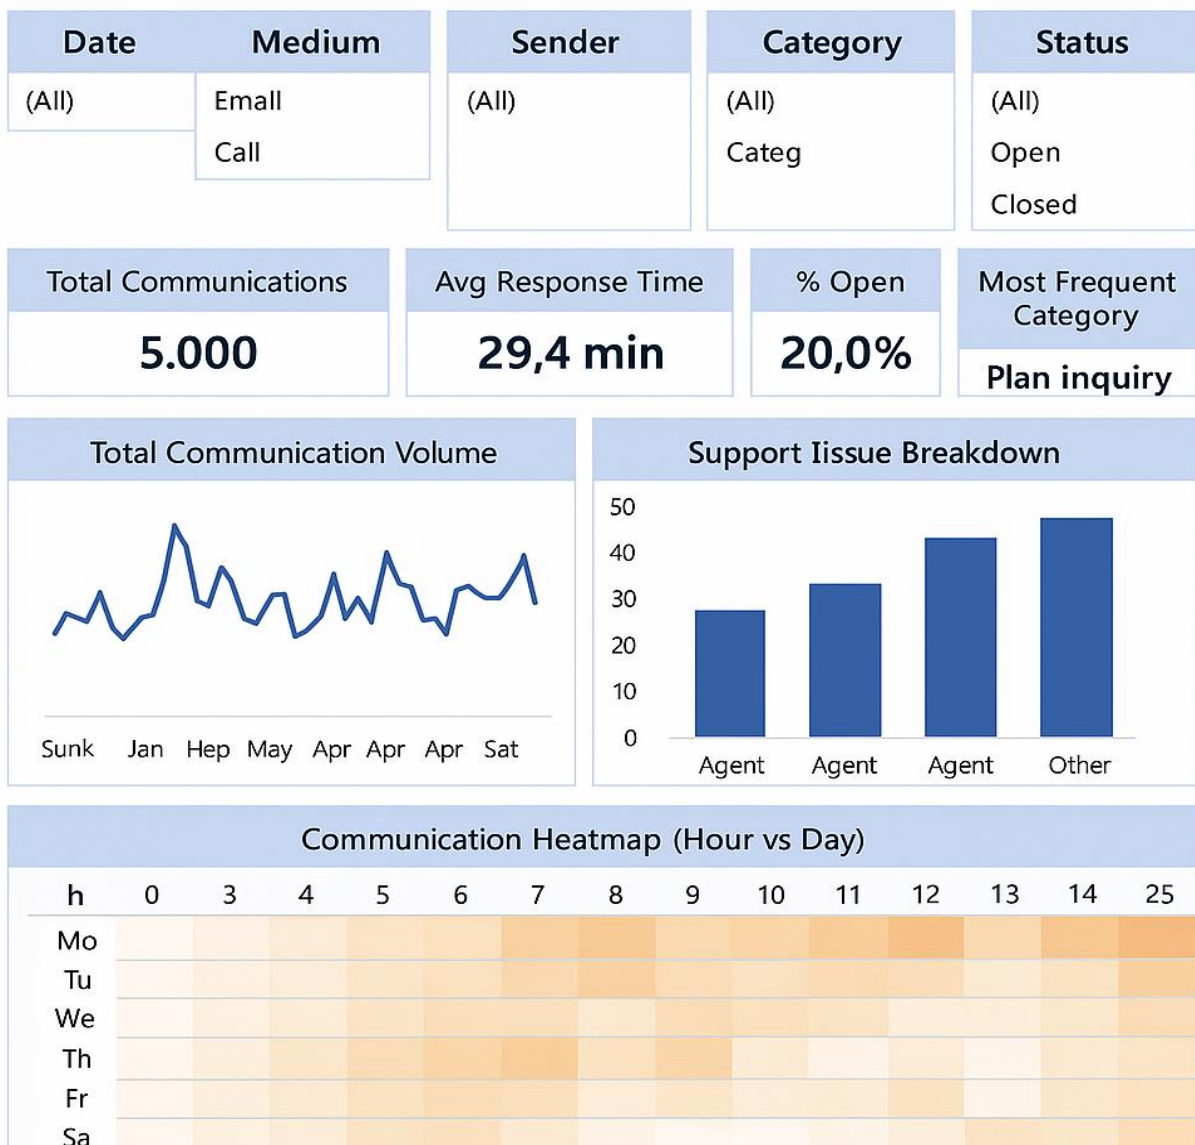 Date Medium Sender Category Status
(All) Emall (All) (All) (All)
Call Categ Open
Closed
Total Communications Avg Response Time % Open Most Frequent
Category
5.000 29,4 min 20,0% Plan inquiry
Total Communication Volume Support Iissue Breakdown
50
40
30
20
10
0
Sunk Jan Hep May Apr Apr Apr Sat
Agent Agent Agent Other
Communication Heatmap (Hour vs Day)
h 0 3 4 5 6 7 8 9 10 11 12 13 14 25
Mo
Tu
We
Th
Fr
Sa